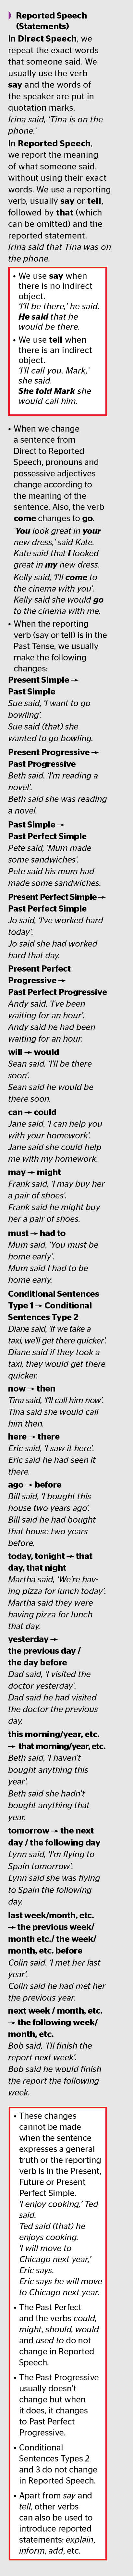 Reported Speech
(Statements)
In Direct Speech, we
repeat the exact words
that someone said. We
usually use the verb
say and the words of
the speaker are put in
quotation marks.
Irina said, ‘Tina is on the
phone.’
In Reported Speech,
we report the meaning
of what someone said,
without using their exact
words. We use a reporting
verb, usually say or tell,
followed by that (which
can be omitted) and the
reported statement.
Irina said that Tina was on
the phone.
• We use say when
there is no indirect
object.
‘I’ll be there,’ he said.
He said that he
would be there.
• We use tell when
there is an indirect
object.
‘I’ll call you, Mark,’
she said.
She told Mark she
would call him.
• When we change
a sentence from
Direct to Reported
Speech, pronouns and
possessive adjectives
change according to
the meaning of the
sentence. Also, the verb
come changes to go.
‘You look great in your
new dress,’ said Kate.
Kate said that I looked
great in my new dress.
Kelly said, ‘I’ll come to
the cinema with you’.
Kelly said she would go
to the cinema with me.
• When the reporting
verb (say or tell) is in the
Past Tense, we usually
make the following
changes:
Present Simple →
Past Simple
Sue said, ‘I want to go
bowling’.
Sue said (that) she
wanted to go bowling.
Present Progressive →
Past Progressive
Beth said, ‘I’m reading a
novel’.
Beth said she was reading
a novel.
Past Simple →
Past Perfect Simple
Pete said, ‘Mum made
some sandwiches’.
Pete said his mum had
made some sandwiches.
Present Perfect Simple →
Past Perfect Simple
Jo said, ‘I’ve worked hard
today’.
Jo said she had worked
hard that day.
Present Perfect
Progressive →
Past Perfect Progressive
Andy said, ‘I’ve been
waiting for an hour’.
Andy said he had been
waiting for an hour.
will → would
Sean said, ‘I’ll be there
soon’.
Sean said he would be
there soon.
can → could
Jane said, ‘I can help you
with your homework’.
Jane said she could help
me with my homework.
may → might
Frank said, ‘I may buy her
a pair of shoes’.
Frank said he might buy
her a pair of shoes.
must → had to
Mum said, ‘You must be
home early’.
Mum said I had to be
home early.
Conditional Sentences
Type 1 → Conditional
Sentences Type 2
Diane said, ‘If we take a
taxi, we’ll get there quicker’.
Diane said if they took a
taxi, they would get there
quicker.
now → then
Tina said, ‘I’ll call him now’.
Tina said she would call
him then.
here → there
Eric said, ‘I saw it here’.
Eric said he had seen it
there.
ago → before
Bill said, ‘I bought this
house two years ago’.
Bill said he had bought
that house two years
before.
today, tonight → that
day, that night
Martha said, ‘We’re hav-
ing pizza for lunch today’.
Martha said they were
having pizza for lunch
that day.
yesterday →
the previous day /
the day before
Dad said, ‘I visited the
doctor yesterday’.
Dad said he had visited
the doctor the previous
day.
this morning/year, etc.
→ that morning/year, etc.
Beth said, ‘I haven’t
bought anything this
year’.
Beth said she hadn’t
bought anything that
year.
tomorrow → the next
day / the following day
Lynn said, ‘I’m flying to
Spain tomorrow’.
Lynn said she was flying
to Spain the following
day.
last week/month, etc.
→ the previous week/
month etc./ the week/
month, etc. before
Colin said, ‘I met her last
year’.
Colin said he had met her
the previous year.
next week / month, etc.
→ the following week/
month, etc.
Bob said, ‘I’ll finish the
report next week’.
Bob said he would finish
the report the following
week.
• These changes
cannot be made
when the sentence
expresses a general
truth or the reporting
verb is in the Present,
Future or Present
Perfect Simple.
‘I enjoy cooking,’ Ted
said.
Ted said (that) he
enjoys cooking.
‘I will move to
Chicago next year,’
Eric says.
Eric says he will move
to Chicago next year.
• The Past Perfect
and the verbs could,
might, should, would
and used to do not
change in Reported
Speech.
• The Past Progressive
usually doesn’t
change but when
it does, it changes
to Past Perfect
Progressive.
• Conditional
Sentences Types 2
and 3 do not change
in Reported Speech.
• Apart from say and
tell, other verbs
can also be used to
introduce reported
statements: explain,
inform, add, etc.